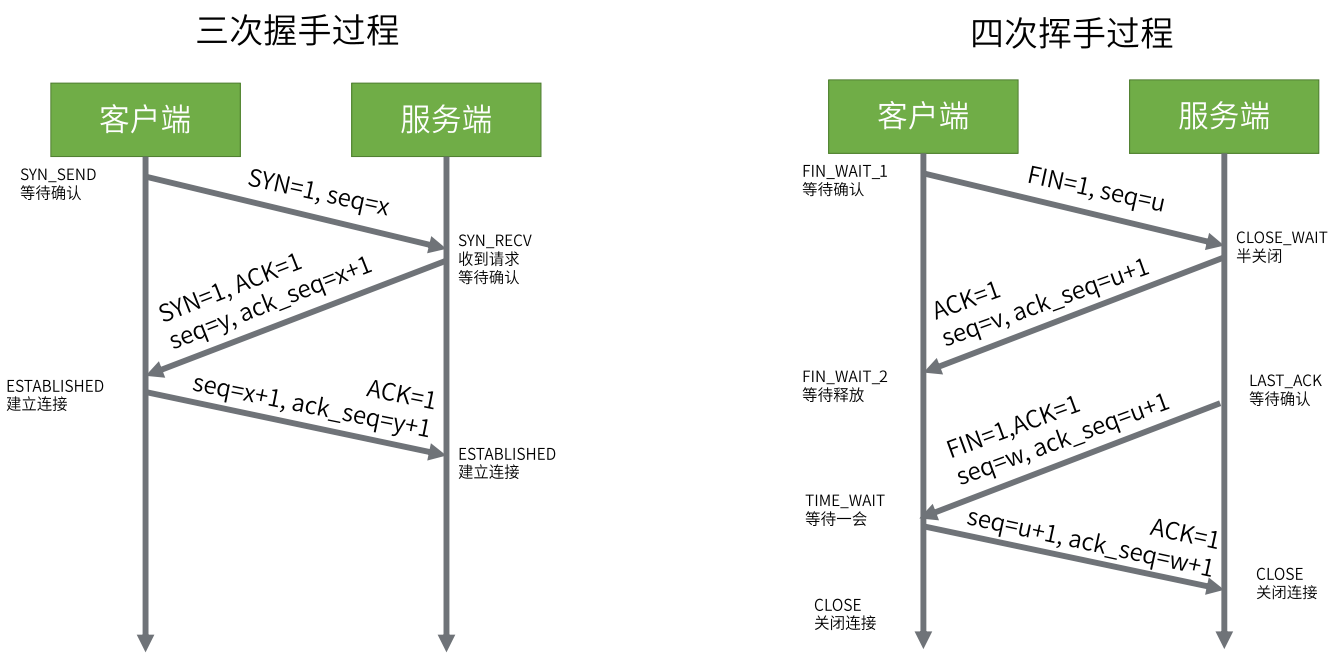 三次握手过程
客户端
服务端
SYN_SEND
等待确认
SYN=1, seq=x
SYN_RECV
收到请求
等待确认
SYN=1, ACK=1
seq=y, ack_seq=x+1
ESTABLISHED
建立连接
ACK=1
seq=x+1, ack_seq=y+1
ESTABLISHED
建立连接
四次挥手过程
客户端
服务端
FIN_WAIT_1
等待确认
FIN=1, seq=u
CLOSE_WAIT
半关闭
ACK=1
seq=v, ack_seq=u+1
FIN_WAIT_2
等待释放
LAST_ACK
等待确认
FIN=1,ACK=1
seq=w, ack_seq=u+1
TIME_WAIT
等待一会
ACK=1
seq=u+1, ack_seq=w+1
CLOSE
关闭连接
CLOSE
关闭连接